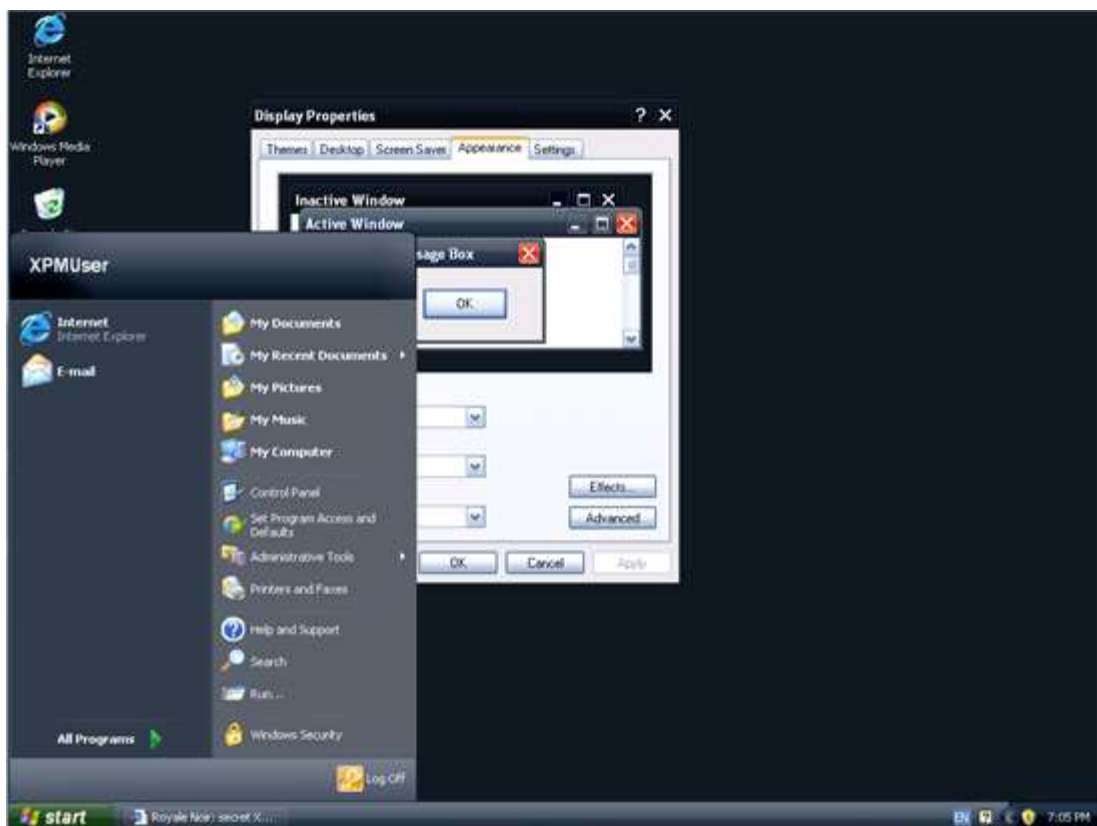 Internet
Explorer
Windows Media
Player
Display Properties
Themes
Desktop
Screen Saver
Appearance
Settings
Inactive Window
Active Window
sage Box
OK
Effects...
Advanced
OK
Cancel
Apply
XPMUser
Internet
Internet Explorer
E-mail
My Documents
My Recent Documents
My Pictures
My Music
My Computer
Control Panel
Set Program Access and
Defaults
Administrative Tools
Printers and Faxes
Help and Support
Search
Run...
Windows Security
All Programs
Log Off
start
Royale Noir: secret X...
EN
7:05 PM